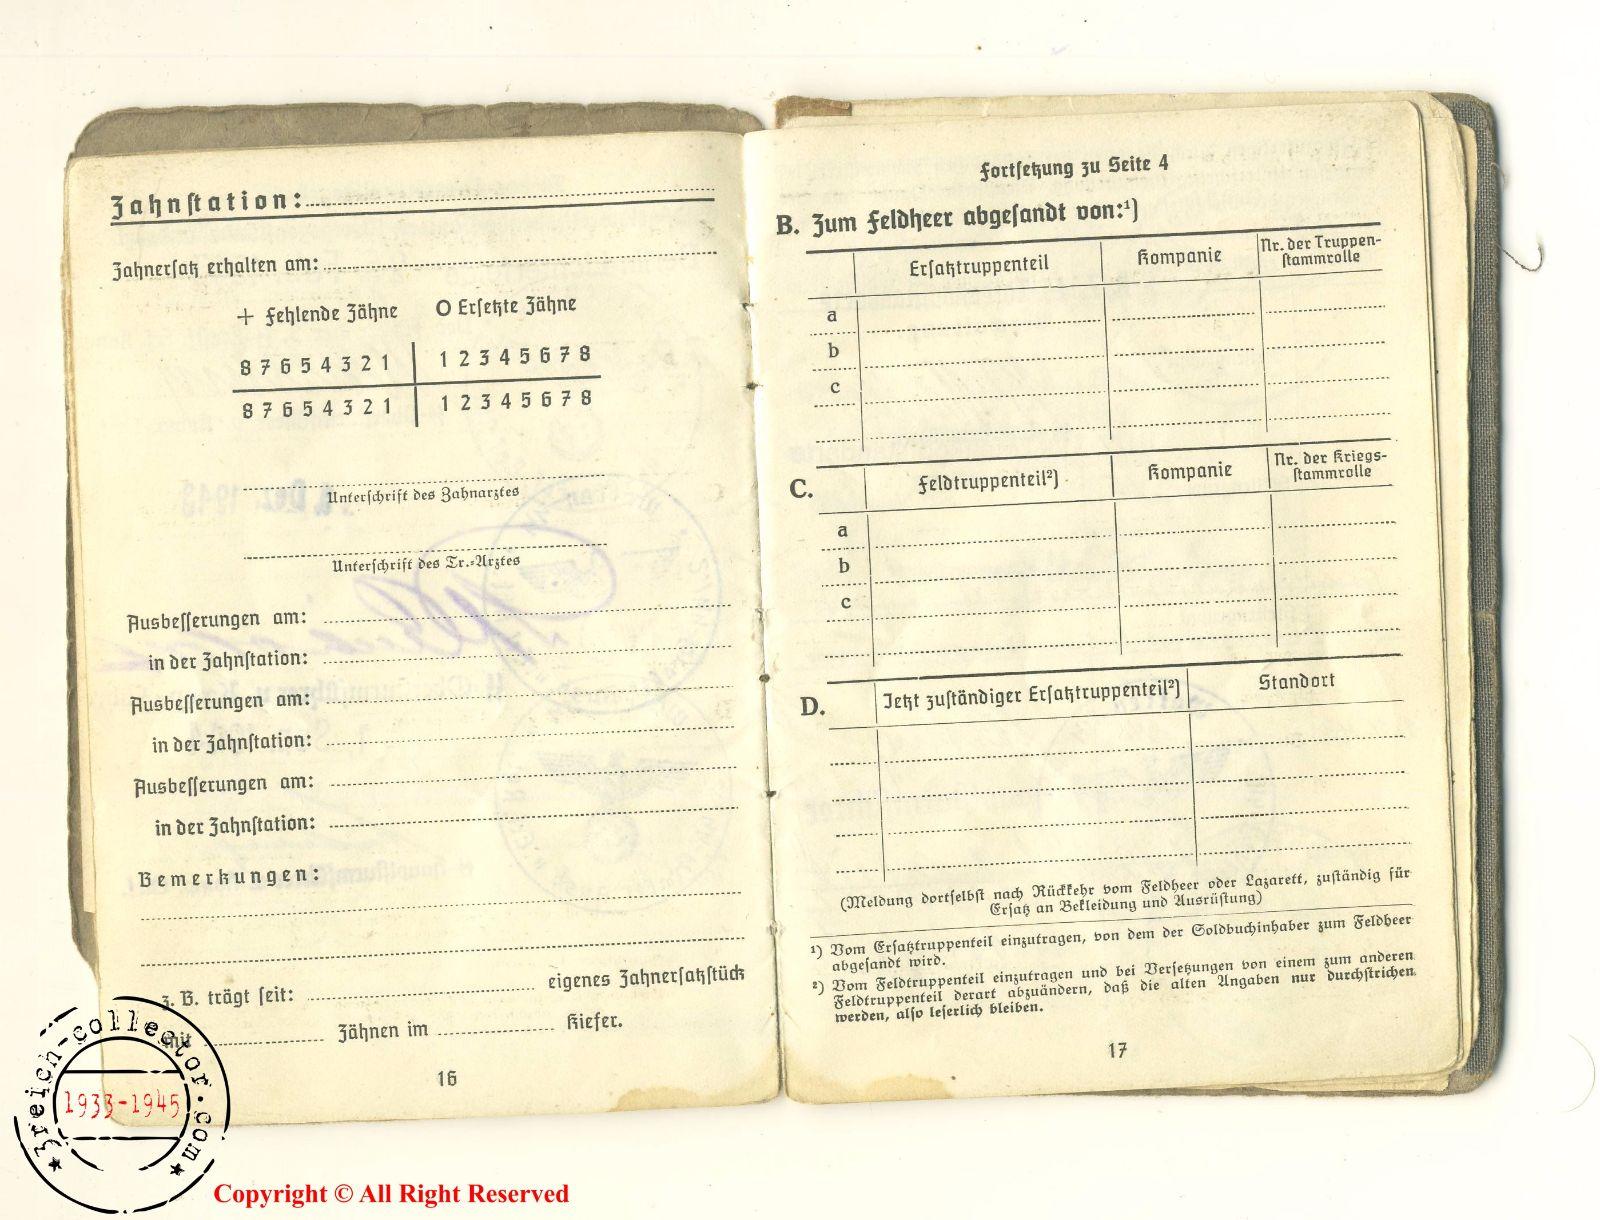 Zahnstation:
Zahnersatz erhalten am:
+ Fehlende Zähne O Ersetzte Zähne
8 7 6 5 4 3 2 1 1 2 3 4 5 6 7 8
8 7 6 5 4 3 2 1 1 2 3 4 5 6 7 8
Unterschrift des Zahnarztes
Unterschrift des Tr.-Arztes
Ausbesserungen am:
in der Zahnstation:
Ausbesserungen am:
in der Zahnstation:
Ausbesserungen am:
in der Zahnstation:
Bemerkungen:
z. B. trägt seit: eigenes Zahnersatzstück
mit Zähnen im Kiefer.
16
Fortsetzung zu Seite 4
B. Zum Feldheer abgesandt von:¹)
Ersatztruppenteil Kompanie Nr. der Truppen-
stammrolle
a
b
c
C. Feldtruppenteil²) Kompanie Nr. der Kriegs-
stammrolle
a
b
c
D. Jetzt zuständiger Ersatztruppenteil²) Standort
(Meldung dortselbst nach Rückkehr vom Feldheer oder Lazarett, zuständig für
Ersatz an Bekleidung und Ausrüstung)
¹) Vom Ersatztruppenteil einzutragen, von dem der Soldbuchinhaber zum Feldheer
abgesandt wird.
²) Vom Feldtruppenteil einzutragen und bei Versetzungen von einem zum anderen
Feldtruppenteil derart abzuändern, daß die alten Angaben nur durchstrichen
werden, also leserlich bleiben.
17
3reich-collector.com
1933-1945
Copyright © All Right Reserved